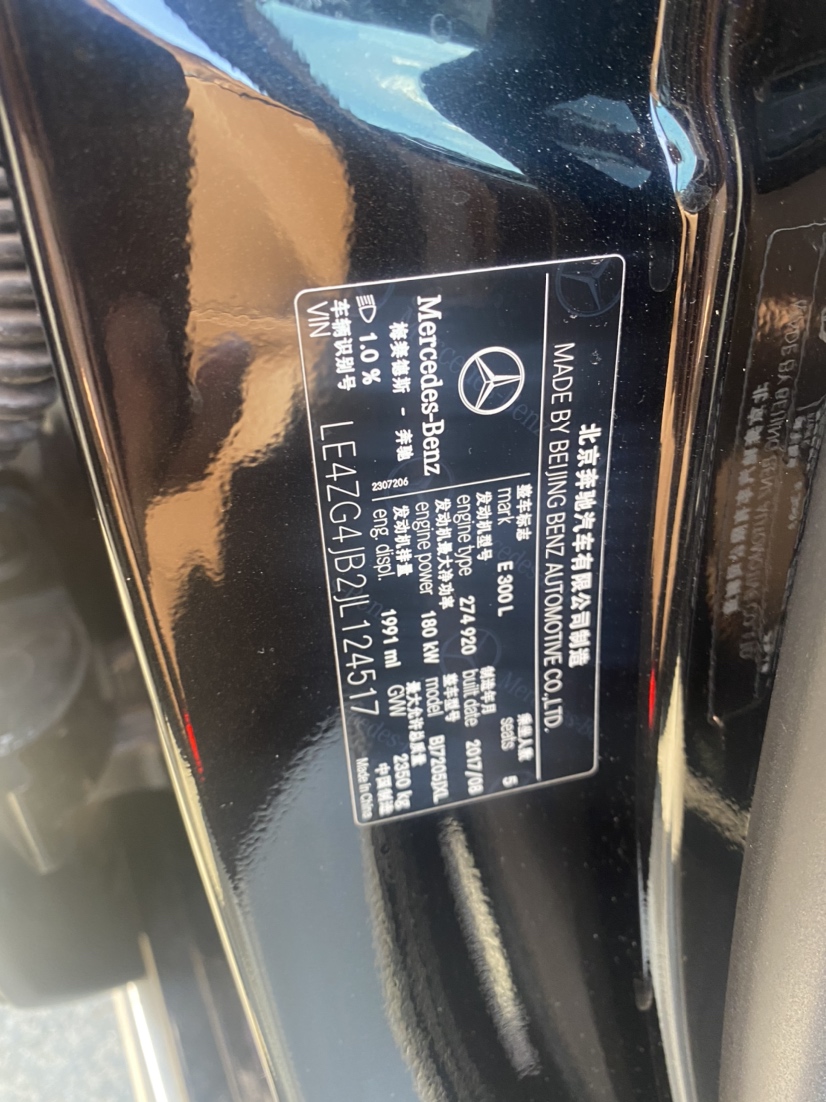 北京奔驰汽车有限公司制造
MADE BY BEIJING BENZ AUTOMOTIVE CO.,LTD.
整车标志 mark E 300 L
乘坐人数 seats 5
发动机型号 engine type 274 920
制造年月 built date 2017/08
发动机最大净功率 engine power 180 kW
整车型号 model BJ7205DXL
发动机排量 eng. displ. 1991 ml
最大允许总质量 GVW 2350 kg
Mercedes-Benz
梅赛德斯 - 奔驰
2307206
1.0 %
中国制造
Made in China
车辆识别号
VIN LE4ZG4JB2JL124517